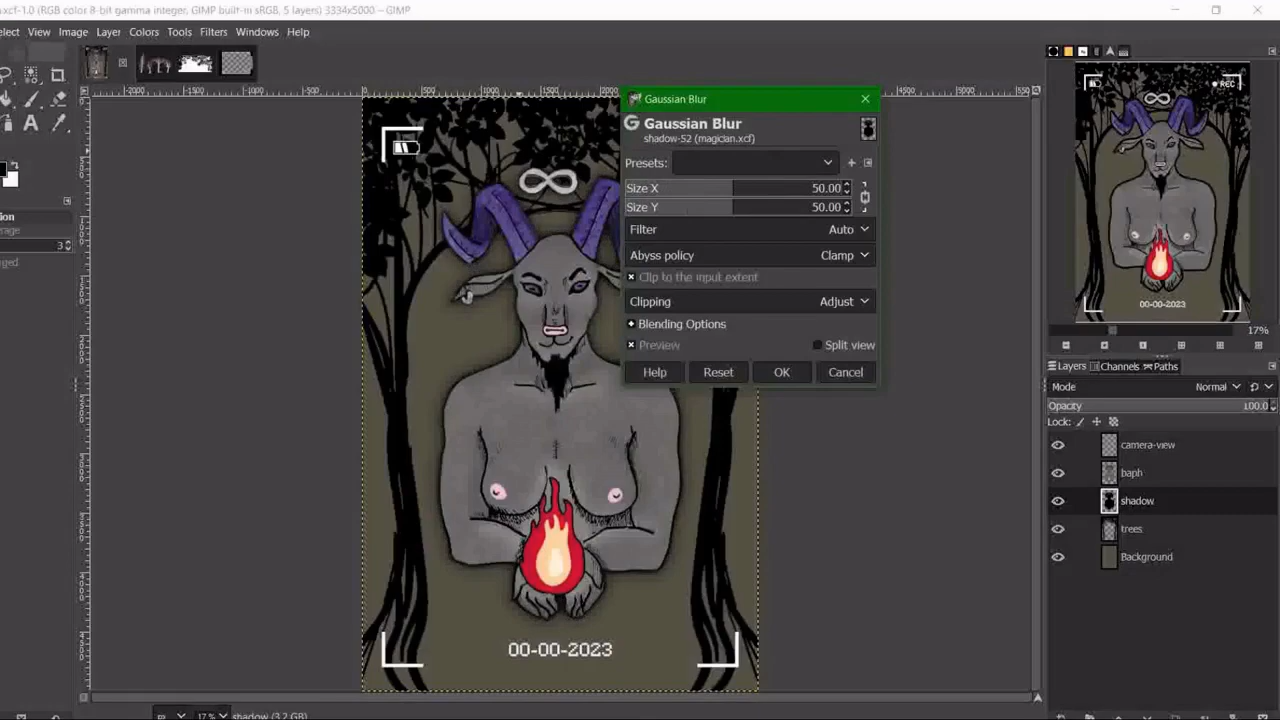 .xcf-1.0 (RGB color 8-bit gamma integer, GIMP built-in sRGB, 5 layers) 3334x5000 – GIMP
elect View Image Layer Colors Tools Filters Windows Help
Gaussian Blur
Gaussian Blur
shadow-52 (magician.xcf)
Presets:
Size X 50.00
Size Y 50.00
Filter Auto
Abyss policy Clamp
Clip to the input extent
Clipping Adjust
Blending Options
Preview Split view
Help Reset OK Cancel
00-00-2023
REC
00-00-2023
17%
Layers Channels Paths
Mode Normal
Opacity 100.0
Lock:
camera-view
baph
shadow
trees
Background
3
17% shadow (3.2 GB)